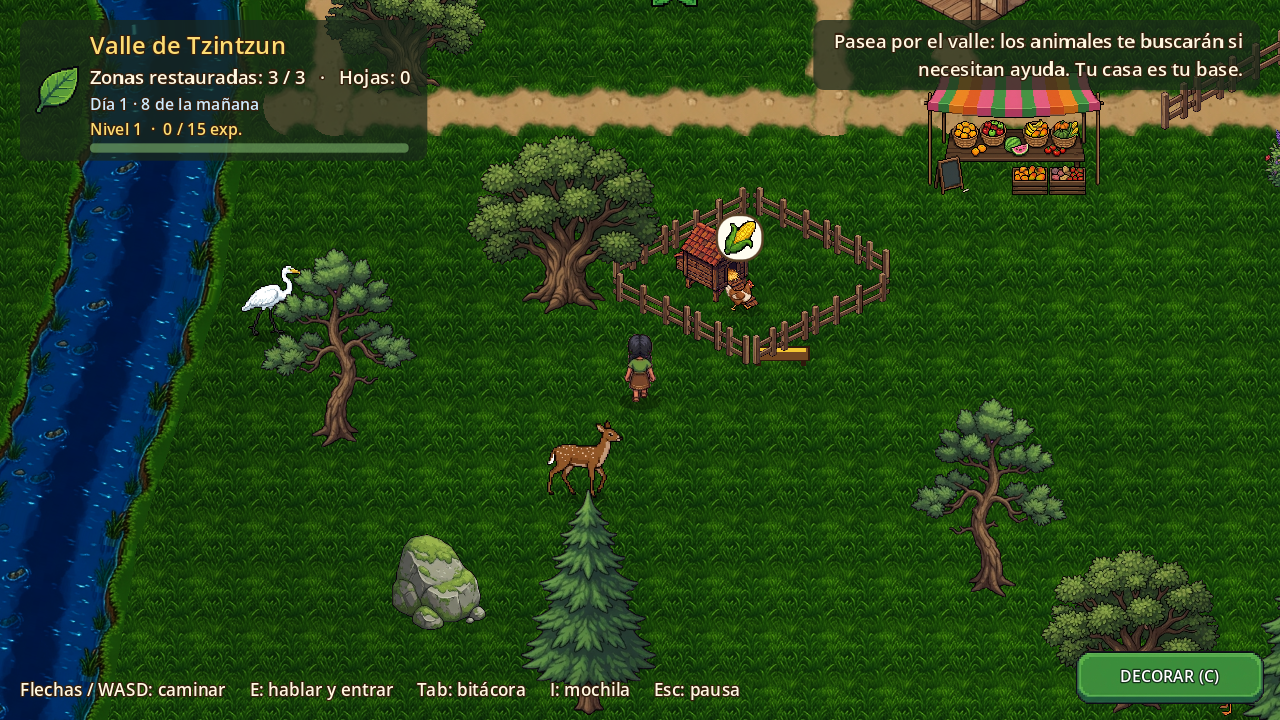 Valle de Tzintzun
Zonas restauradas: 3 / 3 · Hojas: 0
Día 1 · 8 de la mañana
Nivel 1 · 0 / 15 exp.
Pasea por el valle: los animales te buscarán si
necesitan ayuda. Tu casa es tu base.
Flechas / WASD: caminar E: hablar y entrar Tab: bitácora I: mochila Esc: pausa
DECORAR (C)